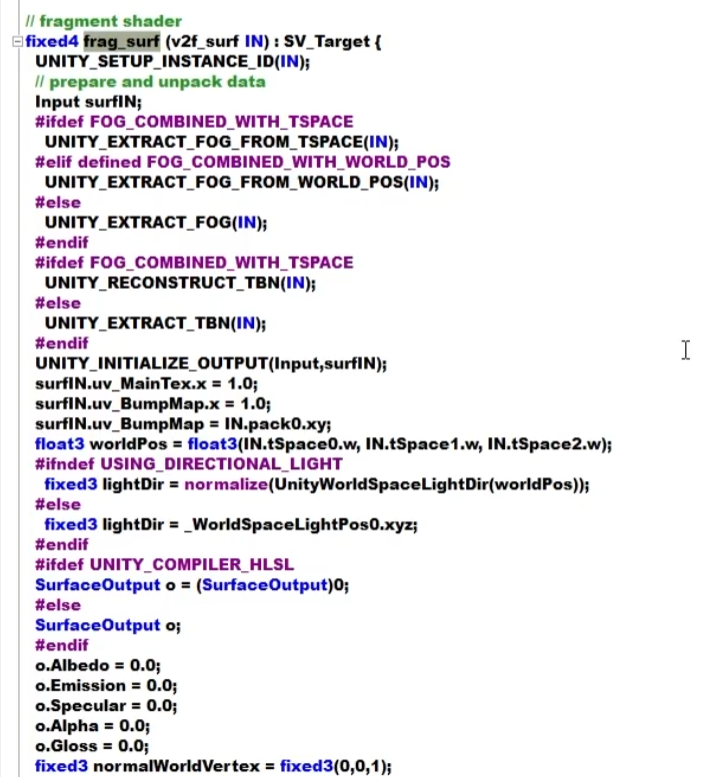 // fragment shader
fixed4 frag_surf (v2f_surf IN) : SV_Target {
UNITY_SETUP_INSTANCE_ID(IN);
// prepare and unpack data
Input surfIN;
#ifdef FOG_COMBINED_WITH_TSPACE
UNITY_EXTRACT_FOG_FROM_TSPACE(IN);
#elif defined FOG_COMBINED_WITH_WORLD_POS
UNITY_EXTRACT_FOG_FROM_WORLD_POS(IN);
#else
UNITY_EXTRACT_FOG(IN);
#endif
#ifdef FOG_COMBINED_WITH_TSPACE
UNITY_RECONSTRUCT_TBN(IN);
#else
UNITY_EXTRACT_TBN(IN);
#endif
UNITY_INITIALIZE_OUTPUT(Input,surfIN);
surfIN.uv_MainTex.x = 1.0;
surfIN.uv_BumpMap.x = 1.0;
surfIN.uv_BumpMap = IN.pack0.xy;
float3 worldPos = float3(IN.tSpace0.w, IN.tSpace1.w, IN.tSpace2.w);
#ifndef USING_DIRECTIONAL_LIGHT
fixed3 lightDir = normalize(UnityWorldSpaceLightDir(worldPos));
#else
fixed3 lightDir = _WorldSpaceLightPos0.xyz;
#endif
#ifdef UNITY_COMPILER_HLSL
SurfaceOutput o = (SurfaceOutput)0;
#else
SurfaceOutput o;
#endif
o.Albedo = 0.0;
o.Emission = 0.0;
o.Specular = 0.0;
o.Alpha = 0.0;
o.Gloss = 0.0;
fixed3 normalWorldVertex = fixed3(0,0,1);